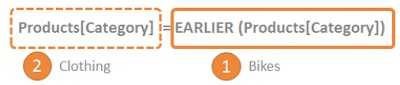 Products[Category] = EARLIER (Products[Category])
2 Clothing 1 Bikes